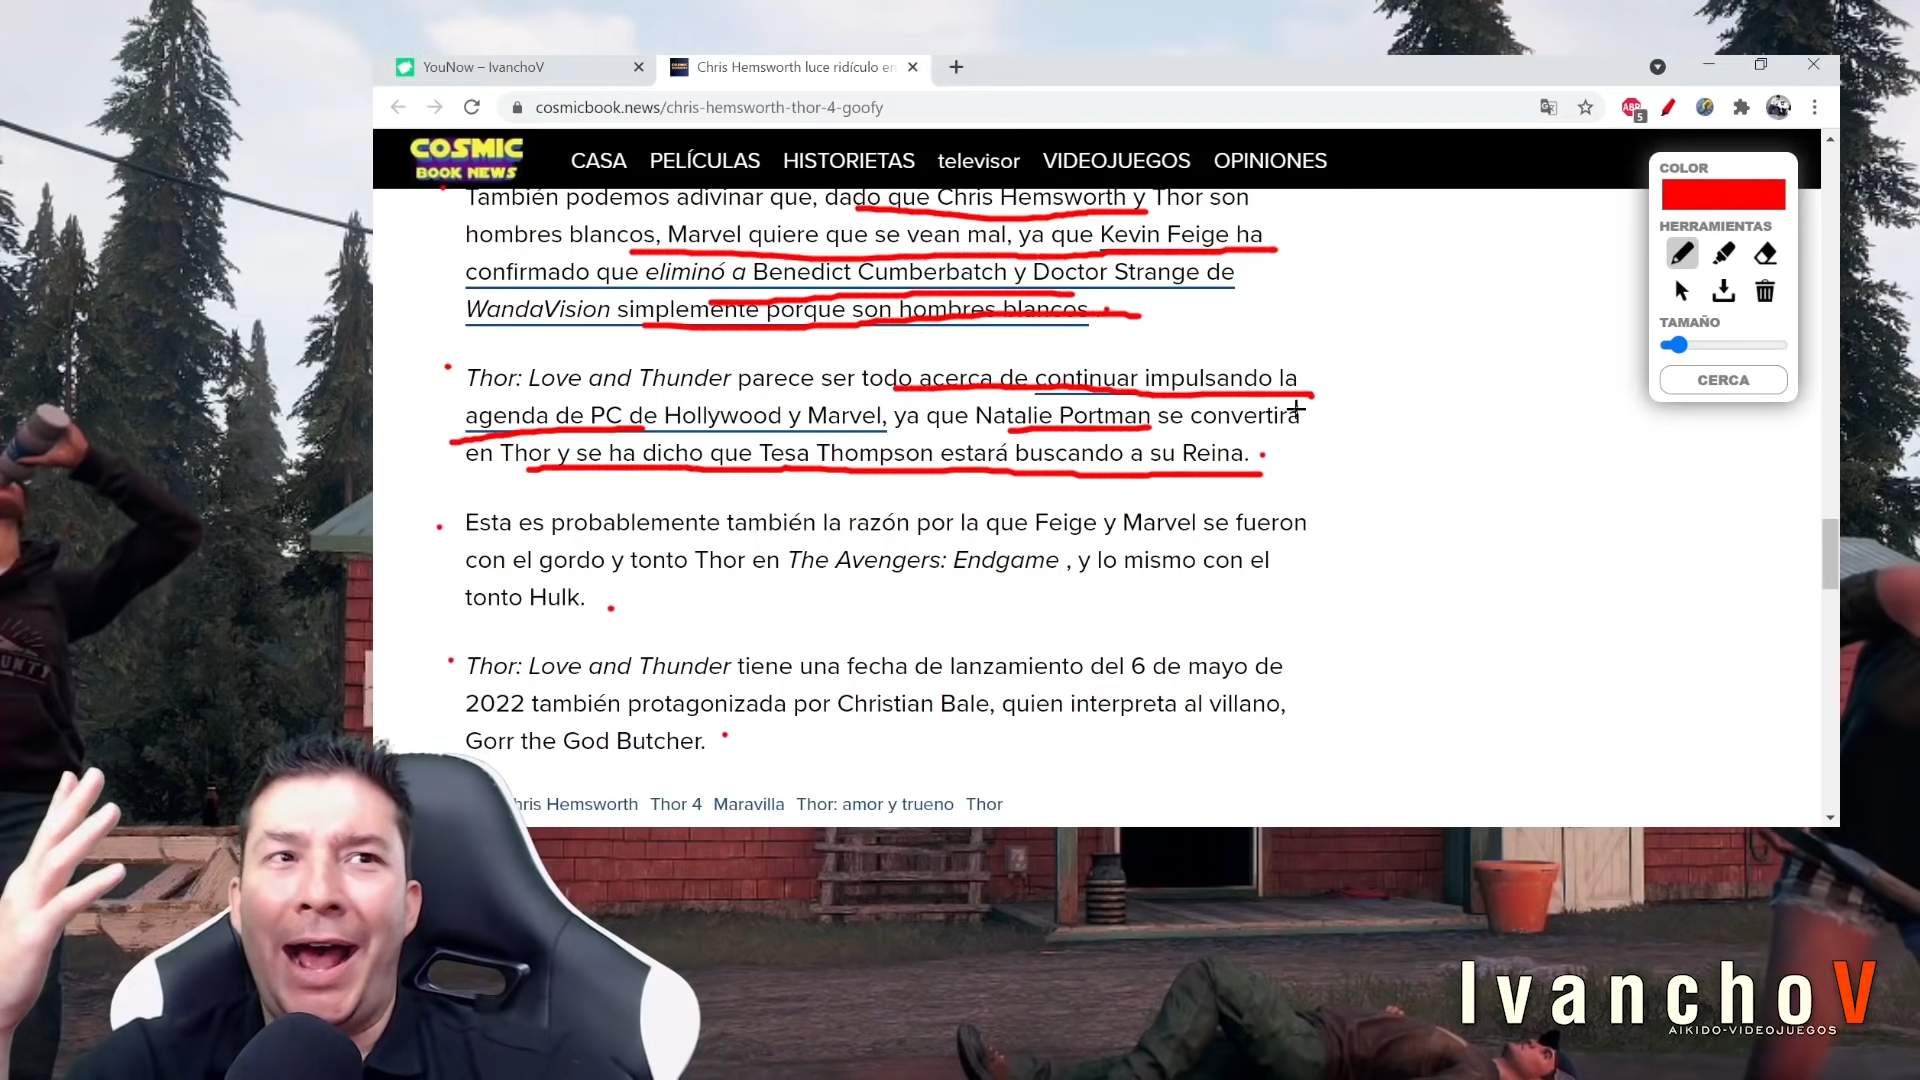 YouNow – IvanchoV
Chris Hemsworth luce ridículo en
cosmicbook.news/chris-hemsworth-thor-4-goofy
ABP
5
COSMIC
BOOK NEWS
CASA PELÍCULAS HISTORIETAS televisor VIDEOJUEGOS OPINIONES
COLOR
HERRAMIENTAS
TAMAÑO
CERCA
También podemos adivinar que, dado que Chris Hemsworth y Thor son
hombres blancos, Marvel quiere que se vean mal, ya que Kevin Feige ha
confirmado que eliminó a Benedict Cumberbatch y Doctor Strange de
WandaVision simplemente porque son hombres blancos .
Thor: Love and Thunder parece ser todo acerca de continuar impulsando la
agenda de PC de Hollywood y Marvel, ya que Natalie Portman se convertirá
en Thor y se ha dicho que Tesa Thompson estará buscando a su Reina.
Esta es probablemente también la razón por la que Feige y Marvel se fueron
con el gordo y tonto Thor en The Avengers: Endgame , y lo mismo con el
tonto Hulk.
Thor: Love and Thunder tiene una fecha de lanzamiento del 6 de mayo de
2022 también protagonizada por Christian Bale, quien interpreta al villano,
Gorr the God Butcher.
hris Hemsworth Thor 4 Maravilla Thor: amor y trueno Thor
IvanchoV
AIKIDO-VIDEOJUEGOS